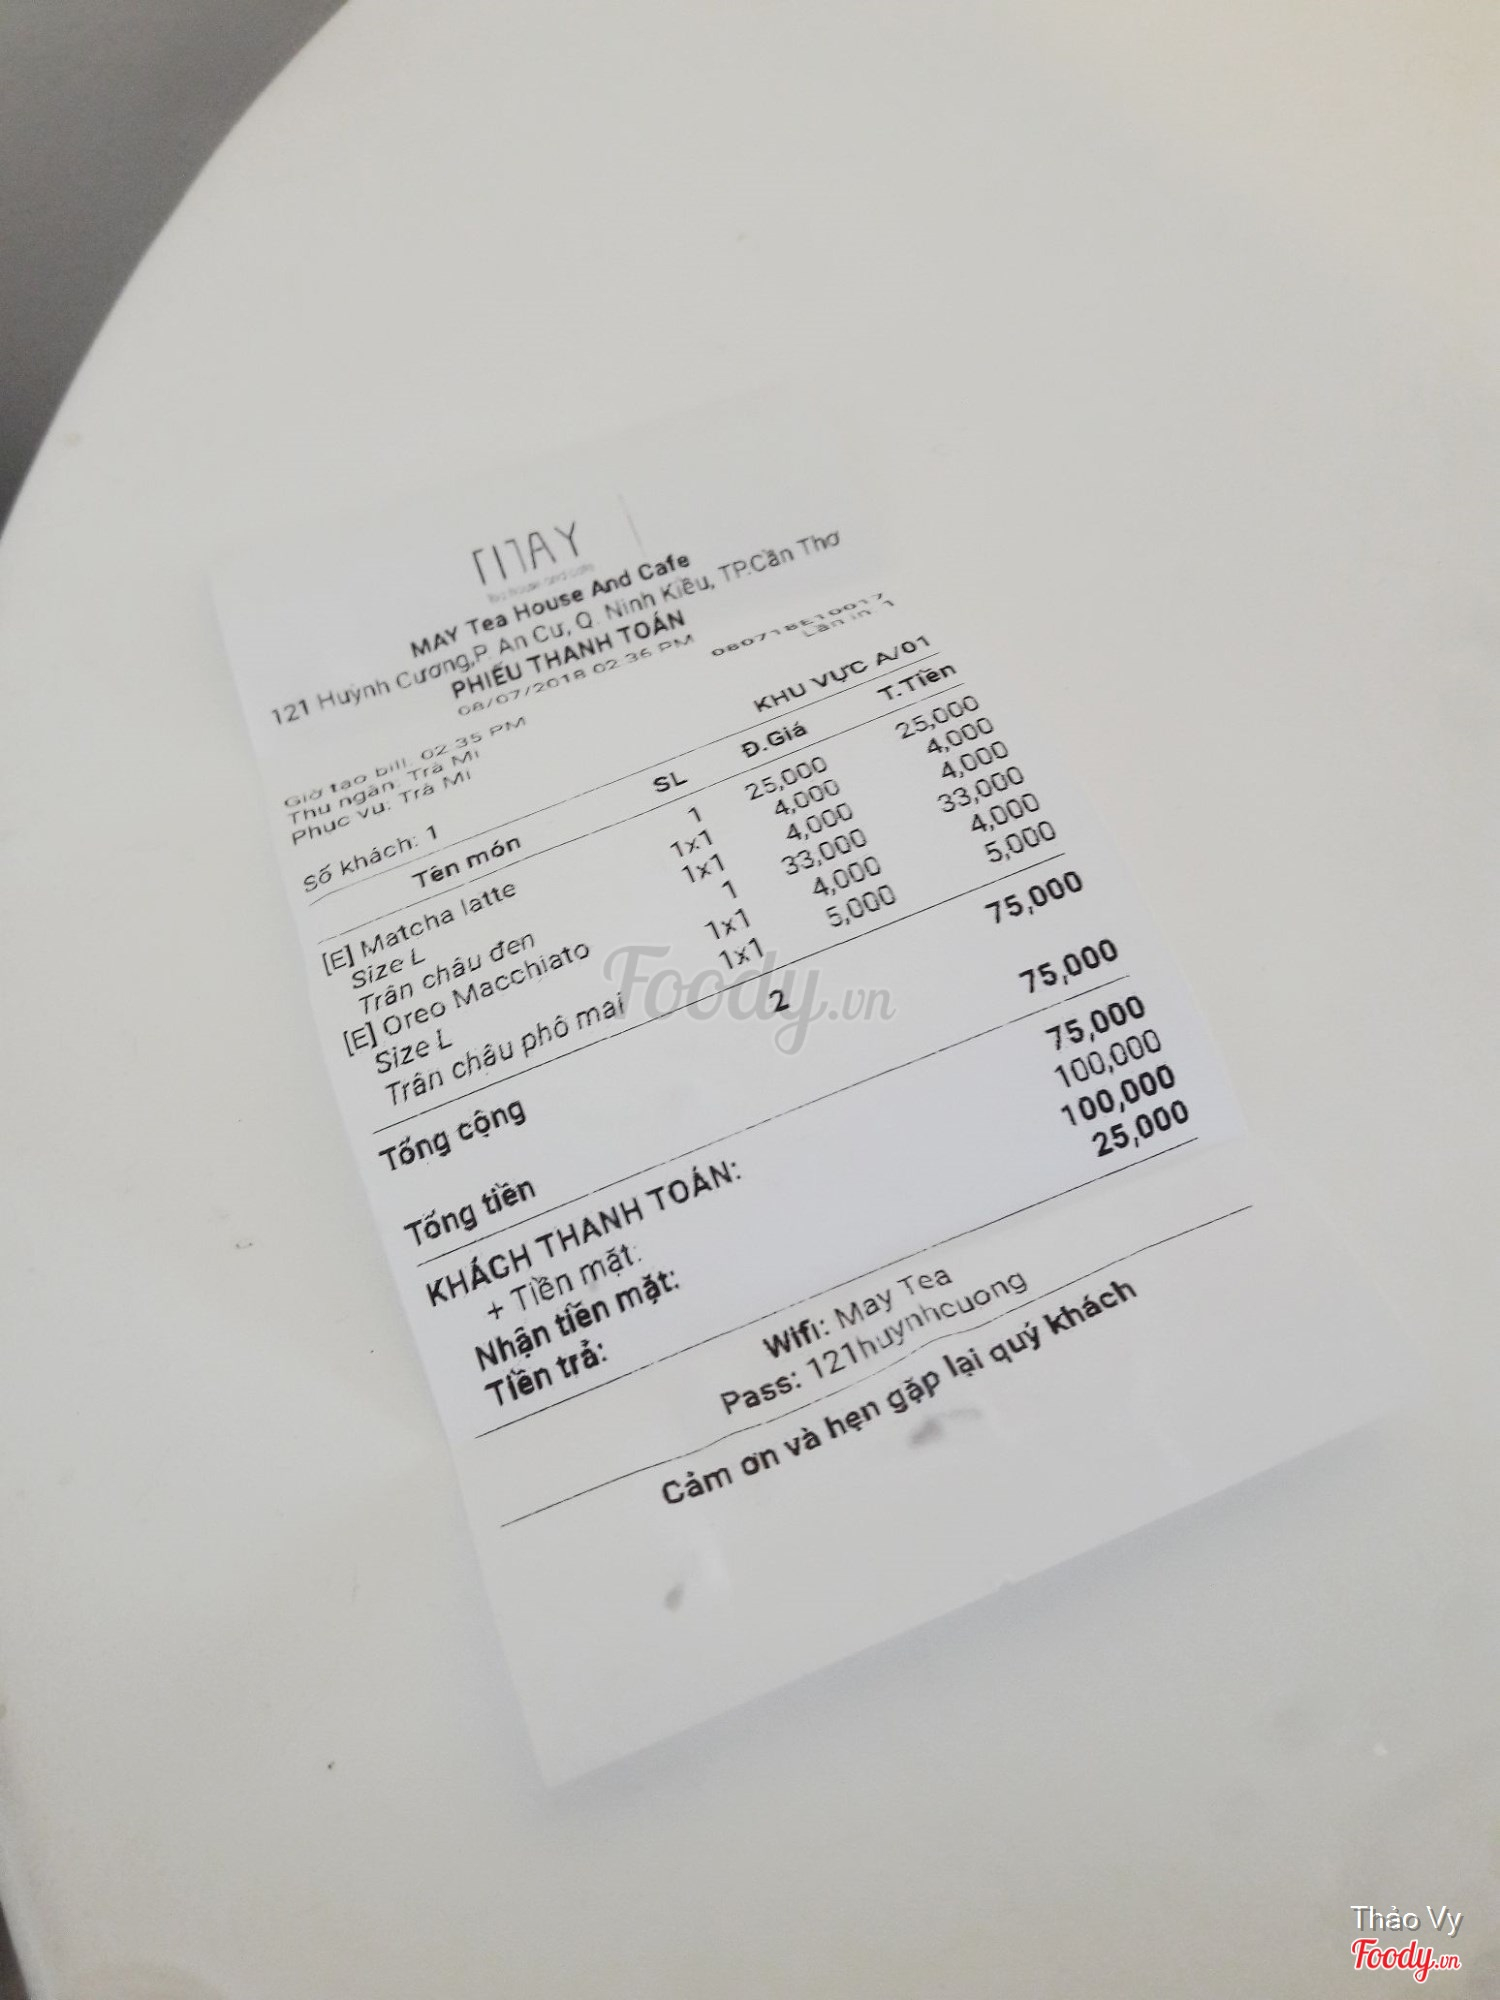 MAY
tea house and cafe
MAY Tea House And Cafe
121 Huỳnh Cương,P. An Cư, Q. Ninh Kiều, TP.Cần Thơ
PHIẾU THANH TOÁN
08/07/2018 02:36 PM
080718E10017
Lần in: 1
Giờ tạo bill: 02:35 PM
Thu ngân: Trà Mi
Phục vụ: Trà Mi
Số khách: 1 KHU VỰC A/01
Tên món SL Đ.Giá T.Tiền
[E] Matcha latte 1 25,000 25,000
Size L 1x1 4,000 4,000
Trân châu đen 1x1 4,000 4,000
[E] Oreo Macchiato 1 33,000 33,000
Size L 1x1 4,000 4,000
Trân châu phô mai 1x1 5,000 5,000
Tổng cộng 2 75,000
Tổng tiền 75,000
KHÁCH THANH TOÁN: 75,000
+ Tiền mặt: 100,000
Nhận tiền mặt: 100,000
Tiền trả: 25,000
Wifi: May Tea
Pass: 121huynhcuong
Cảm ơn và hẹn gặp lại quý khách
Foody.vn
Thảo Vy
Foody.vn